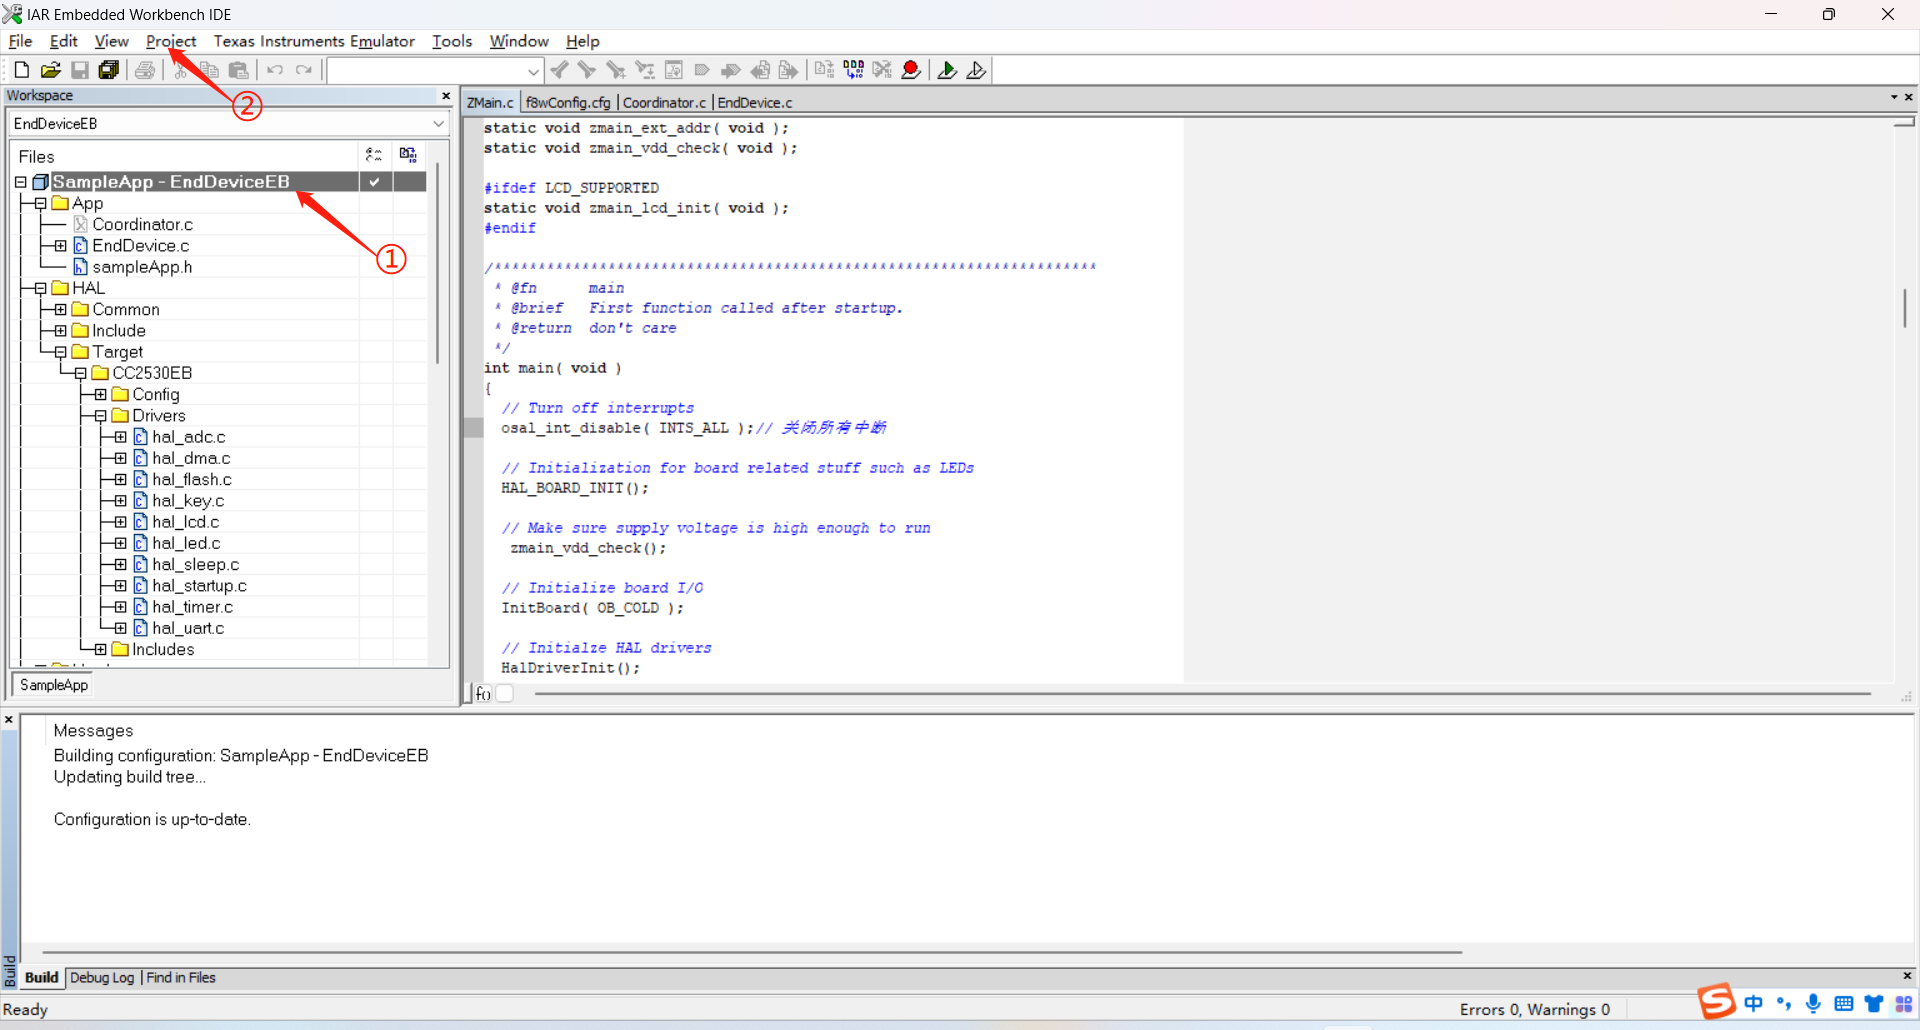 IAR Embedded Workbench IDE
File Edit View Project Texas Instruments Emulator Tools Window Help
②
Workspace
EndDeviceEB
Files
SampleApp - EndDeviceEB
①
App
Coordinator.c
EndDevice.c
sampleApp.h
HAL
Common
Include
Target
CC2530EB
Config
Drivers
hal_adc.c
hal_dma.c
hal_flash.c
hal_key.c
hal_lcd.c
hal_led.c
hal_sleep.c
hal_startup.c
hal_timer.c
hal_uart.c
Includes
SampleApp
ZMain.c f8wConfig.cfg Coordinator.c EndDevice.c
static void zmain_ext_addr( void );
static void zmain_vdd_check( void );
#ifdef LCD_SUPPORTED
static void zmain_lcd_init( void );
#endif
/*********************************************************************
* @fn main
* @brief First function called after startup.
* @return don't care
*/
int main( void )
{
// Turn off interrupts
osal_int_disable( INTS_ALL );// 关闭所有中断
// Initialization for board related stuff such as LEDs
HAL_BOARD_INIT();
// Make sure supply voltage is high enough to run
zmain_vdd_check();
// Initialize board I/O
InitBoard( OB_COLD );
// Initialze HAL drivers
HalDriverInit();
f()
Messages
Building configuration: SampleApp - EndDeviceEB
Updating build tree...
Configuration is up-to-date.
Build
Build Debug Log Find in Files
Ready
Errors 0, Warnings 0
S 中